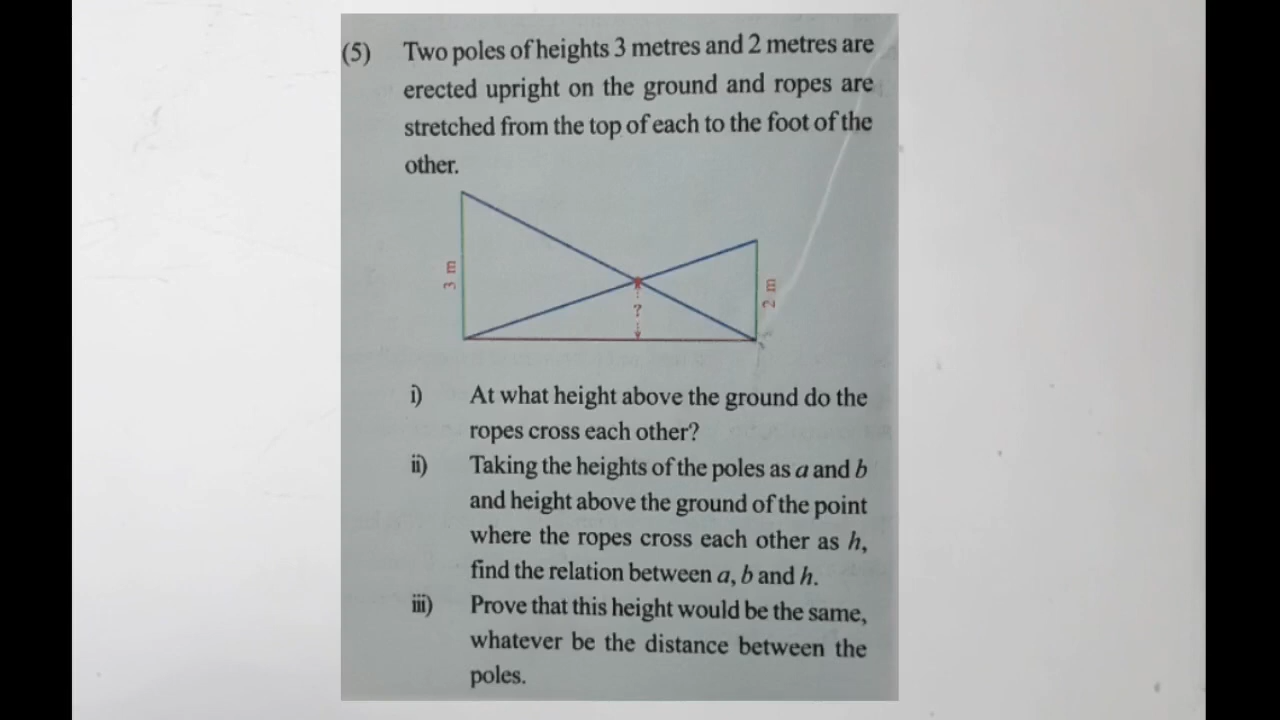 (5) Two poles of heights 3 metres and 2 metres are
erected upright on the ground and ropes are
stretched from the top of each to the foot of the
other.
3 m
?
2 m
i) At what height above the ground do the
ropes cross each other?
ii) Taking the heights of the poles as a and b
and height above the ground of the point
where the ropes cross each other as h,
find the relation between a, b and h.
iii) Prove that this height would be the same,
whatever be the distance between the
poles.